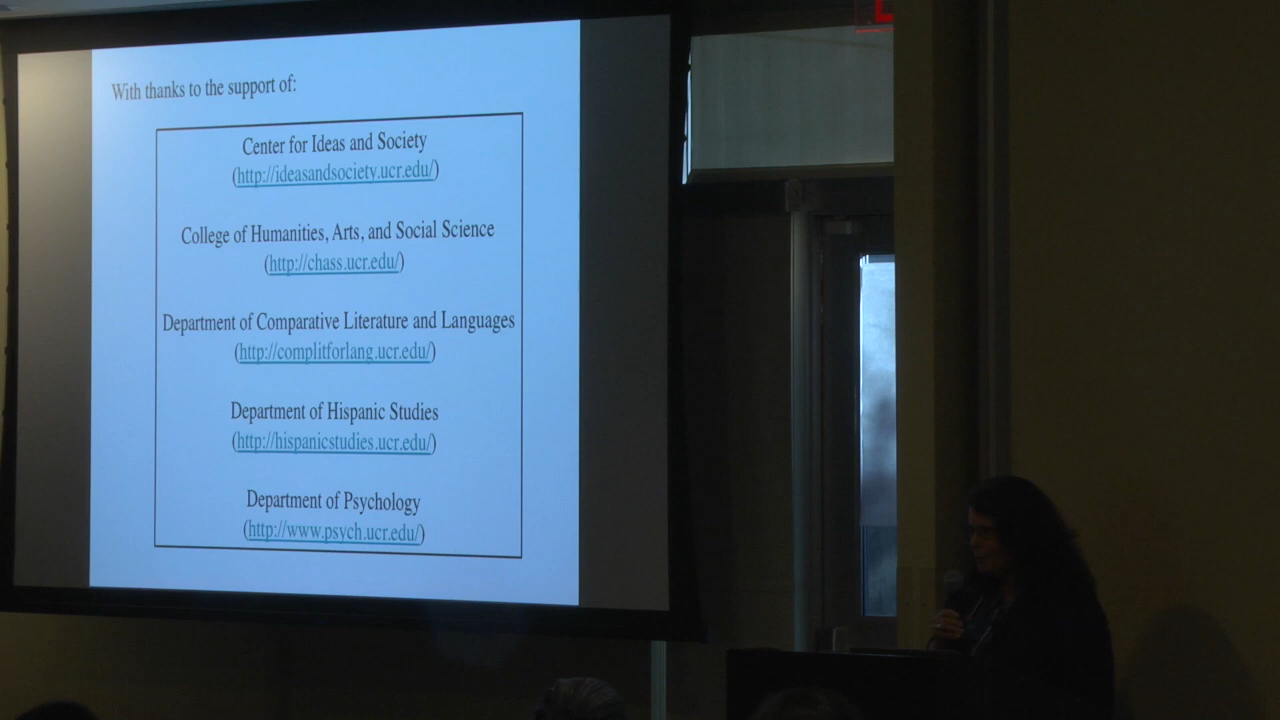 With thanks to the support of:
Center for Ideas and Society
(http://ideasandsociety.ucr.edu/)
College of Humanities, Arts, and Social Science
(http://chass.ucr.edu/)
Department of Comparative Literature and Languages
(http://complitforlang.ucr.edu/)
Department of Hispanic Studies
(http://hispanicstudies.ucr.edu/)
Department of Psychology
(http://www.psych.ucr.edu/)